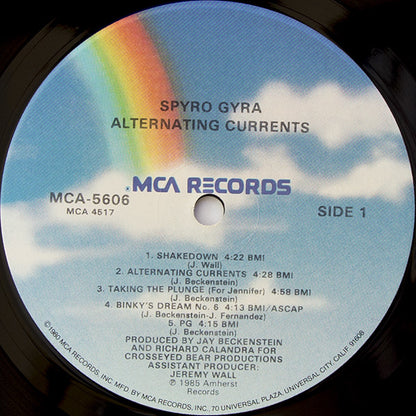 SPYRO GYRA
ALTERNATING CURRENTS
MCA RECORDS
MCA-5606
MCA 4517
SIDE 1
1. SHAKEDOWN 4:22 BMI
(J. Wall)
2. ALTERNATING CURRENTS 4:28 BMI
(J. Beckenstein)
3. TAKING THE PLUNGE (For Jennifer) 4:58 BMI
(J. Beckenstein)
4. BINKY'S DREAM No. 6 4:13 BMI/ASCAP
(J. Beckenstein-J. Fernandez)
5. PG 4:15 BMI
(J. Beckenstein)
PRODUCED BY JAY BECKENSTEIN
AND RICHARD CALANDRA FOR
CROSSEYED BEAR PRODUCTIONS
ASSISTANT PRODUCER:
JEREMY WALL
℗ 1985 Amherst
Records
©1980 MCA RECORDS, INC. MFD. BY MCA RECORDS, INC. 70 UNIVERSAL PLAZA, UNIVERSAL CITY, CALIF. 91608